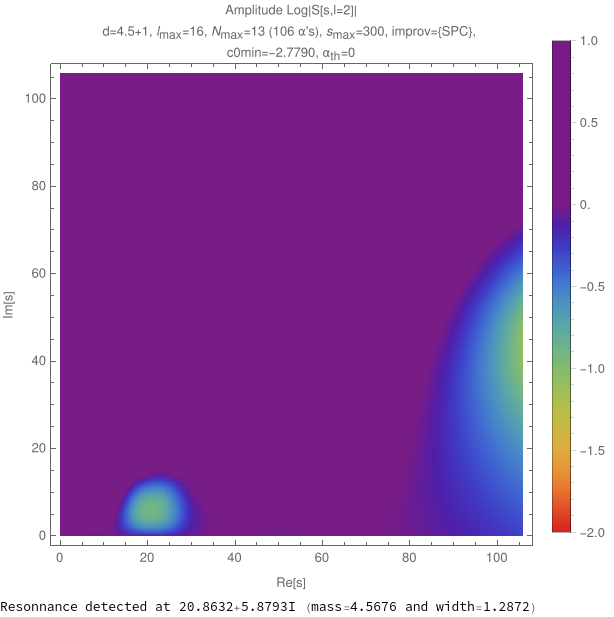 Amplitude Log|S[s,l=2]|
d=4.5+1, lmax=16, Nmax=13 (106 α's), smax=300, improv={SPC},
c0min=−2.7790, αth=0
100
80
60
40
20
0
Im[s]
0 20 40 60 80 100
Re[s]
1.0
0.5
0.
−0.5
−1.0
−1.5
−2.0
Resonnance detected at 20.8632+5.8793I (mass=4.5676 and width=1.2872)